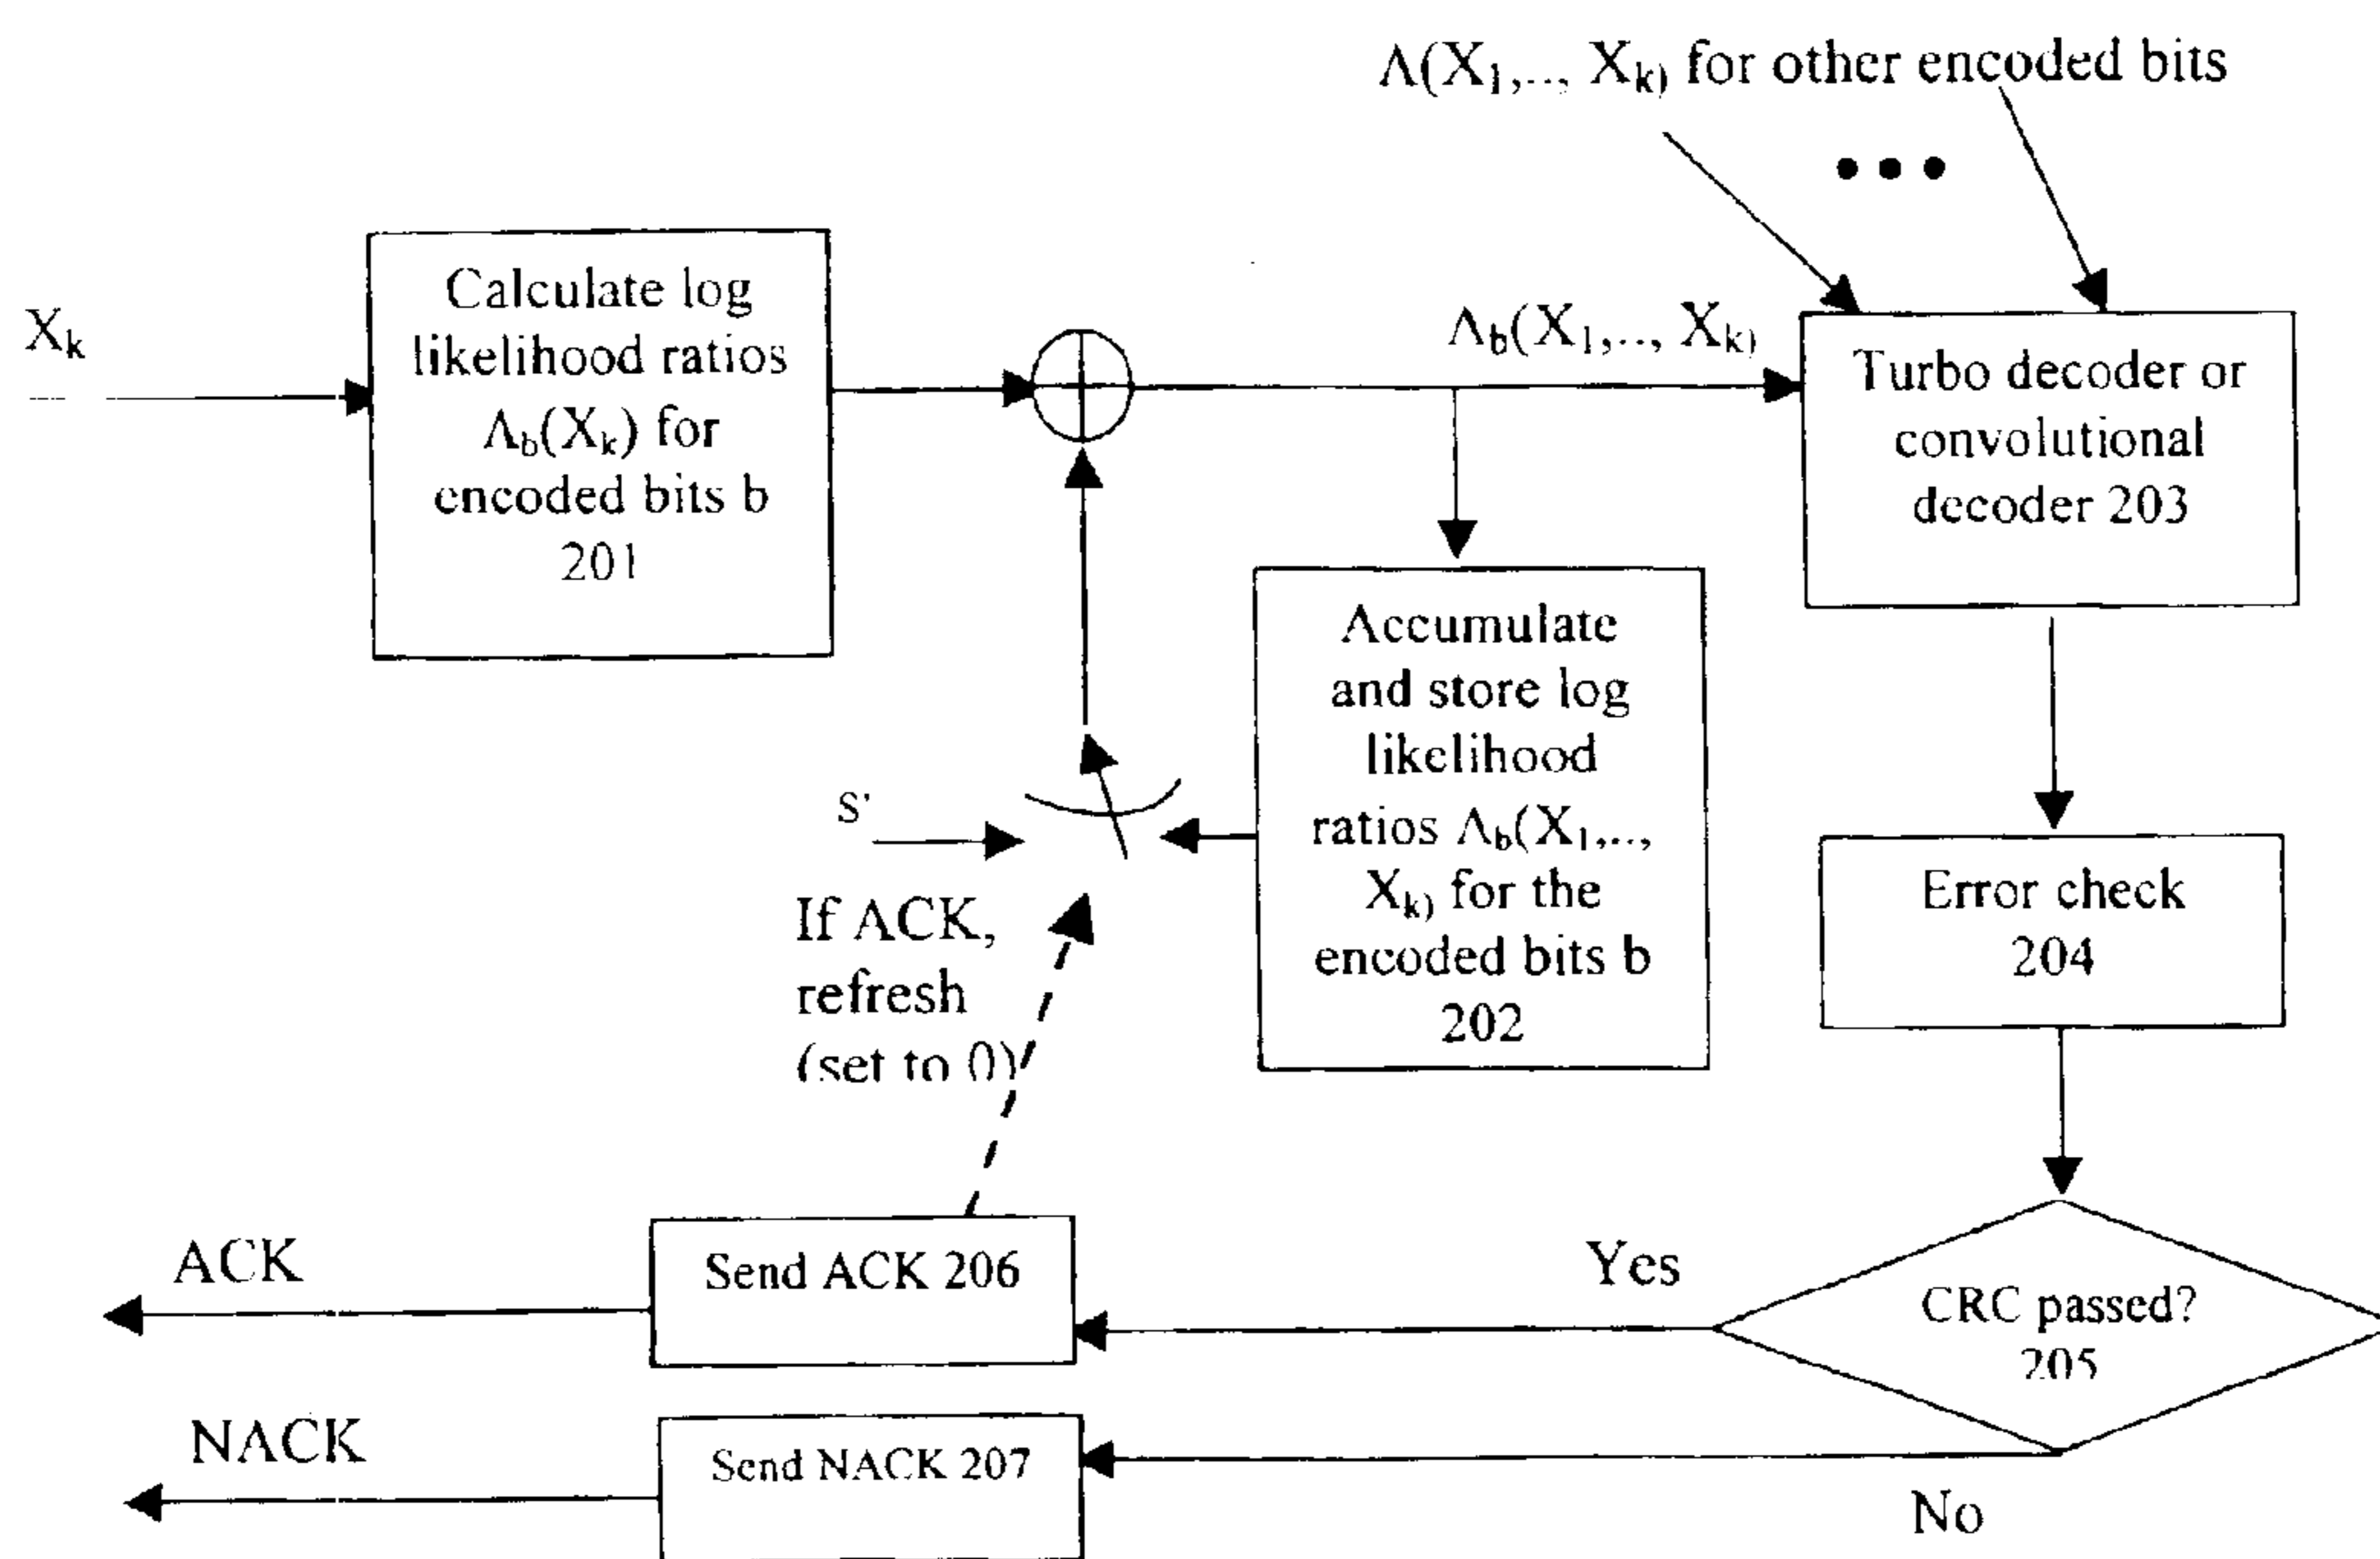 Λ(X₁,.., Xₖ) for other encoded bits
Xₖ
Calculate log
likelihood ratios
Λb(Xₖ) for
encoded bits b
201
Λb(X₁,.., Xₖ)
Turbo decoder or
convolutional
decoder 203
Accumulate
and store log
likelihood
ratios Λb(X₁,..,
Xₖ) for the
encoded bits b
202
S'
If ACK,
refresh
(set to 0)
Error check
204
CRC passed?
205
Yes
No
Send ACK 206
ACK
Send NACK 207
NACK